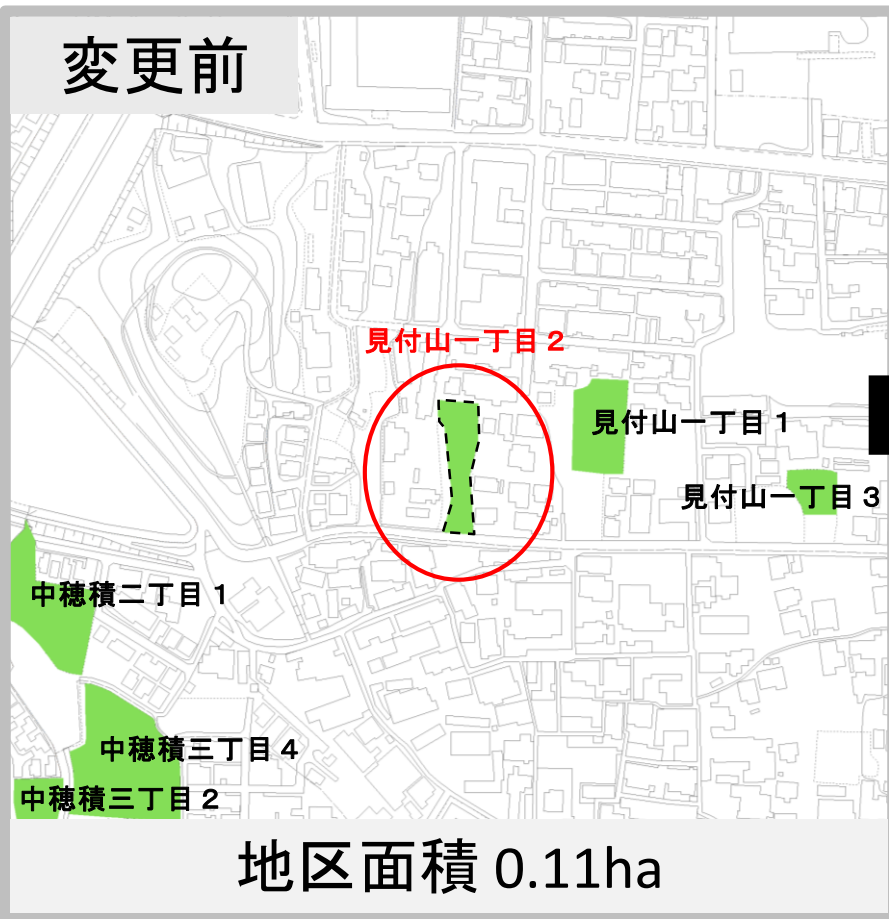 変更前
見付山一丁目２
見付山一丁目１
見付山一丁目３
中穂積二丁目１
中穂積三丁目４
中穂積三丁目２
地区面積 0.11ha